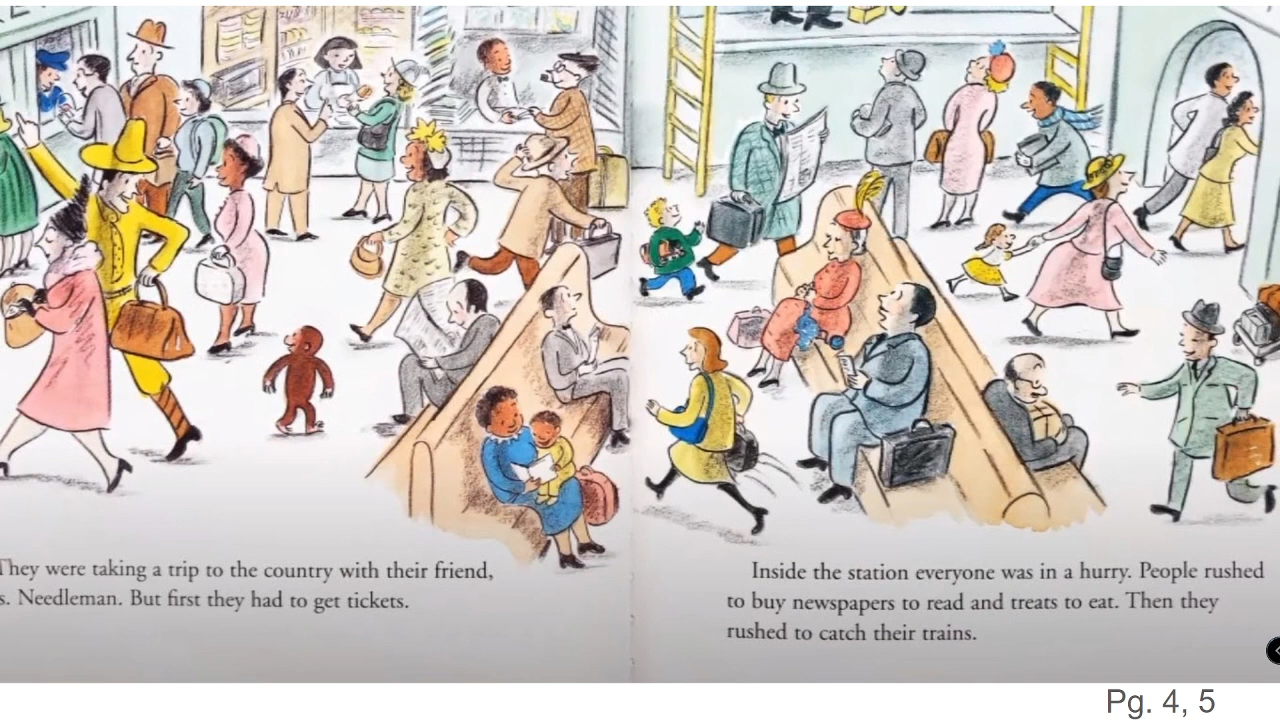 They were taking a trip to the country with their friend,
s. Needleman. But first they had to get tickets.
Inside the station everyone was in a hurry. People rushed
to buy newspapers to read and treats to eat. Then they
rushed to catch their trains.
Pg. 4, 5